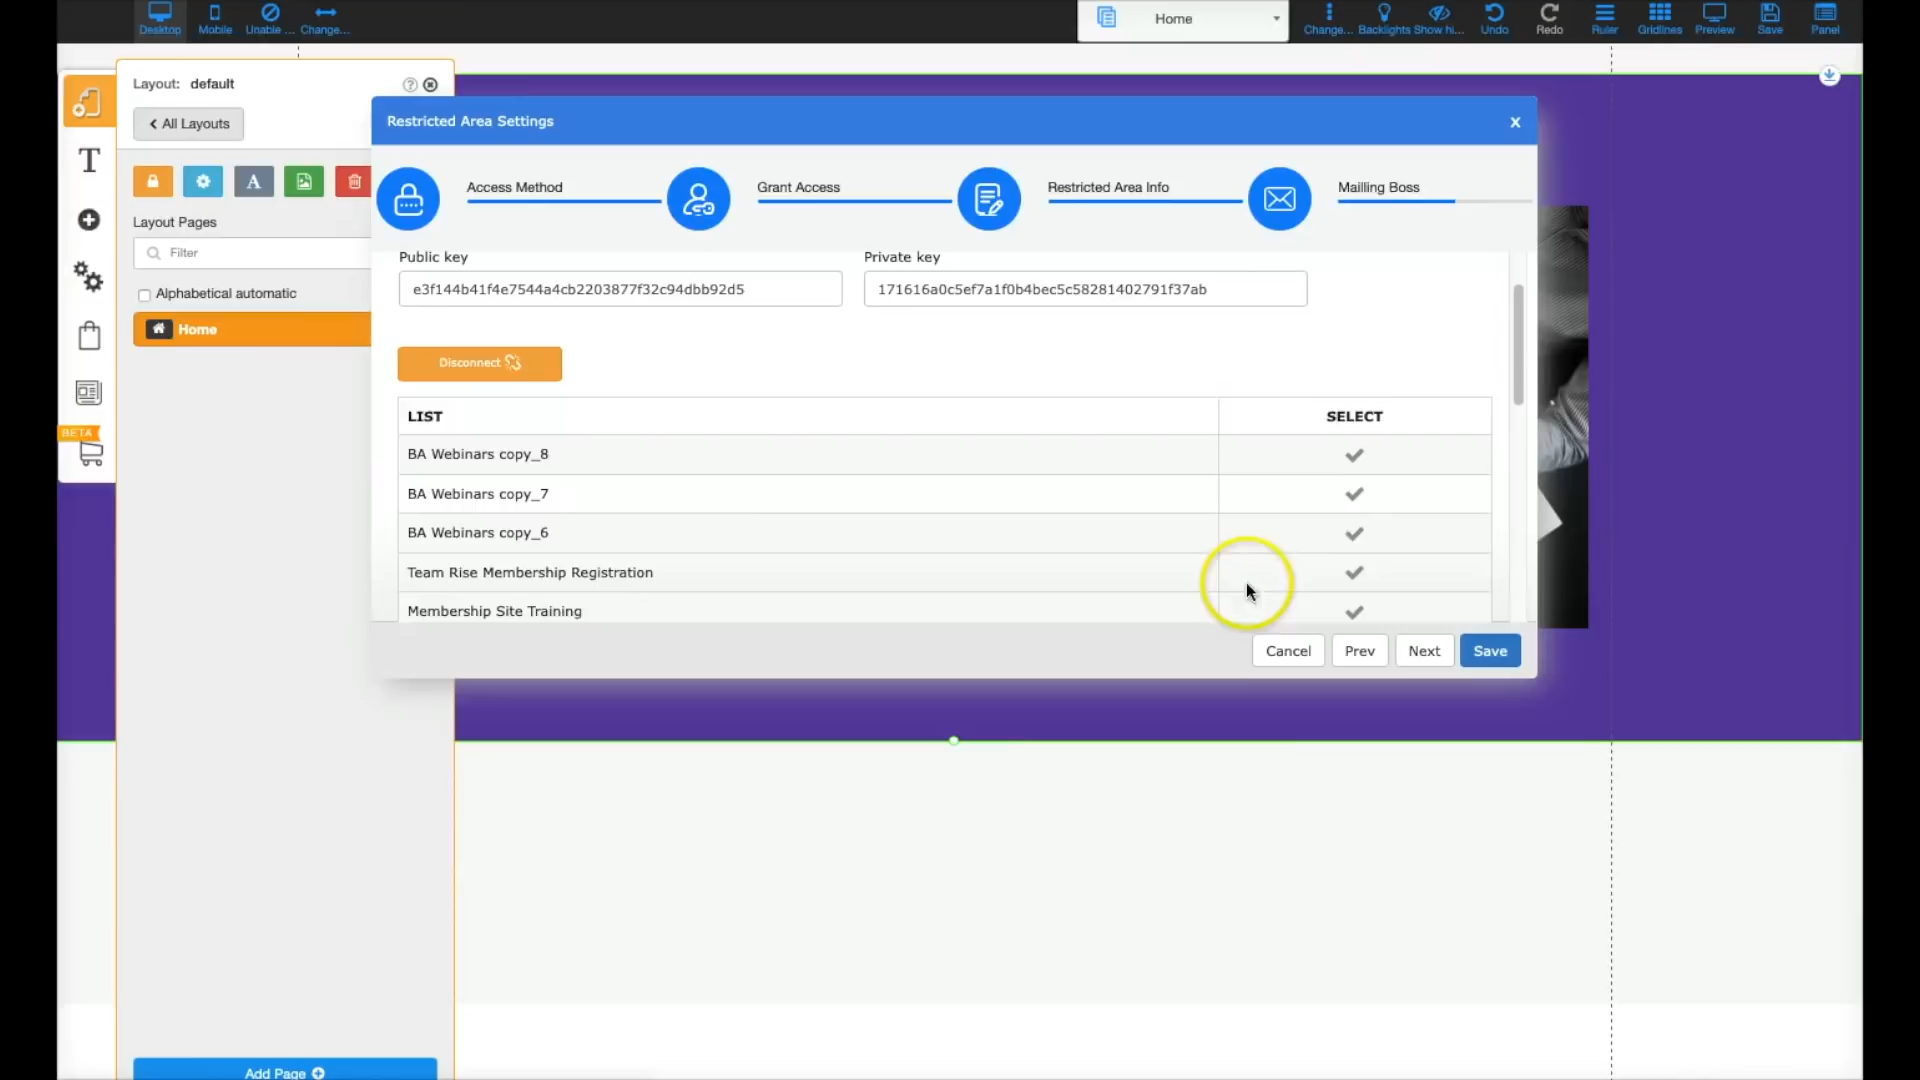 Desktop
Mobile
Unable ...
Change...
Home
Change...
Backlights
Show hi...
Undo
Redo
Ruler
Gridlines
Preview
Save
Panel
Layout: default
All Layouts
Layout Pages
Filter
Alphabetical automatic
Home
BETA
T
A
Add Page
Restricted Area Settings
x
Access Method
Grant Access
Restricted Area Info
Mailling Boss
Public key
Private key
e3f144b41f4e7544a4cb2203877f32c94dbb92d5
171616a0c5ef7a1f0b4bec5c58281402791f37ab
Disconnect
LIST
SELECT
BA Webinars copy_8
BA Webinars copy_7
BA Webinars copy_6
Team Rise Membership Registration
Membership Site Training
Cancel
Prev
Next
Save